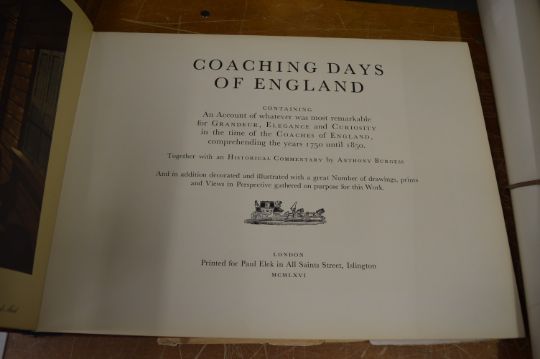 COACHING DAYS
OF ENGLAND
CONTAINING
An Account of whatever was most remarkable
for GRANDEUR, ELEGANCE and CURIOSITY
in the time of the COACHES of ENGLAND,
comprehending the years 1750 until 1850.
Together with an HISTORICAL COMMENTARY by ANTHONY BURGESS
And in addition decorated and illustrated with a great Number of drawings, prints
and Views in Perspective gathered on purpose for this Work.
LONDON
Printed for Paul Elek in All Saints Street, Islington
MCMLXVI